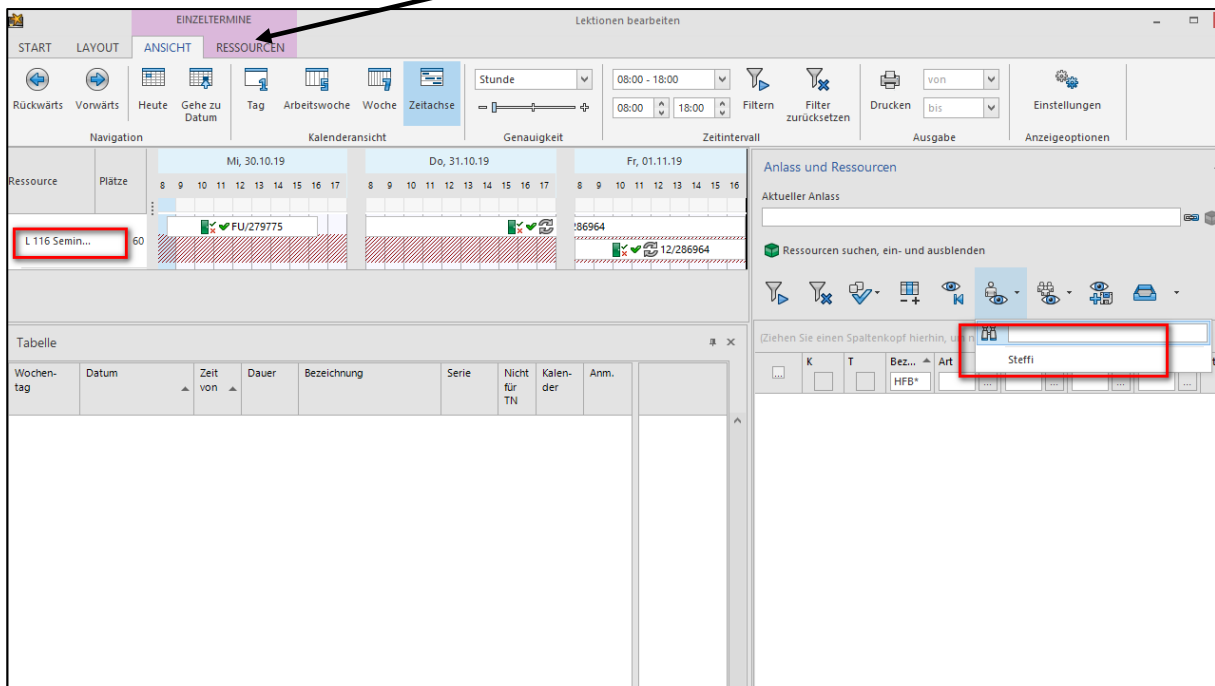 EINZELTERMINE
Lektionen bearbeiten
START LAYOUT ANSICHT RESSOURCEN
Rückwärts Vorwärts Heute Gehe zu Datum Tag Arbeitswoche Woche Zeitachse
Stunde
08:00 - 18:00
08:00 18:00
Filtern Filter zurücksetzen Drucken
von
bis
Einstellungen
Navigation Kalenderansicht Genauigkeit Zeitintervall Ausgabe Anzeigeoptionen
Mi, 30.10.19 Do, 31.10.19 Fr, 01.11.19
Ressource Plätze
8 9 10 11 12 13 14 15 16 17 8 9 10 11 12 13 14 15 16 17 8 9 10 11 12 13 14 15 16
FU/279775
286964
L 116 Semin... 60
12/286964
Anlass und Ressourcen
Aktueller Anlass
Ressourcen suchen, ein- und ausblenden
(Ziehen Sie einen Spaltenkopf hierhin, um n
Steffi
K T Bez... Art
HFB*
Tabelle
Wochen-
tag
Datum
Zeit
von
Dauer
Bezeichnung
Serie
Nicht
für
TN
Kalen-
der
Anm.